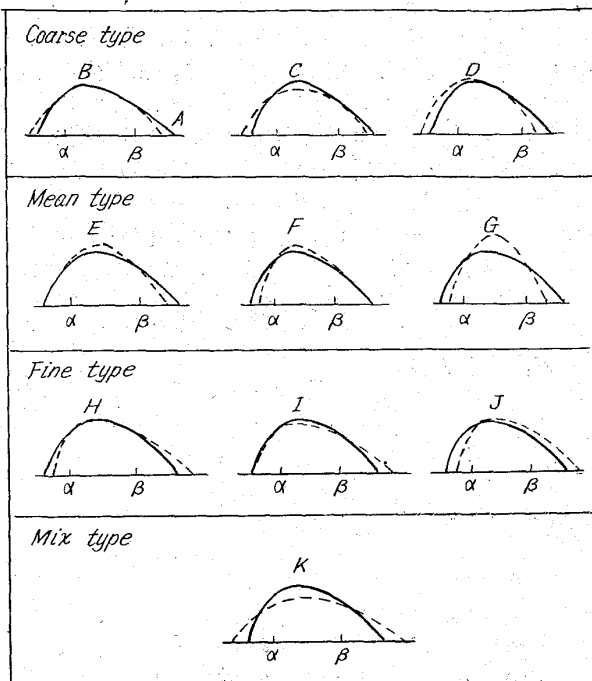 Coarse type
B C D
A
α β α β α β
Mean type
E F G
α β α β α β
Fine type
H I J
α β α β α β
Mix type
K
α β